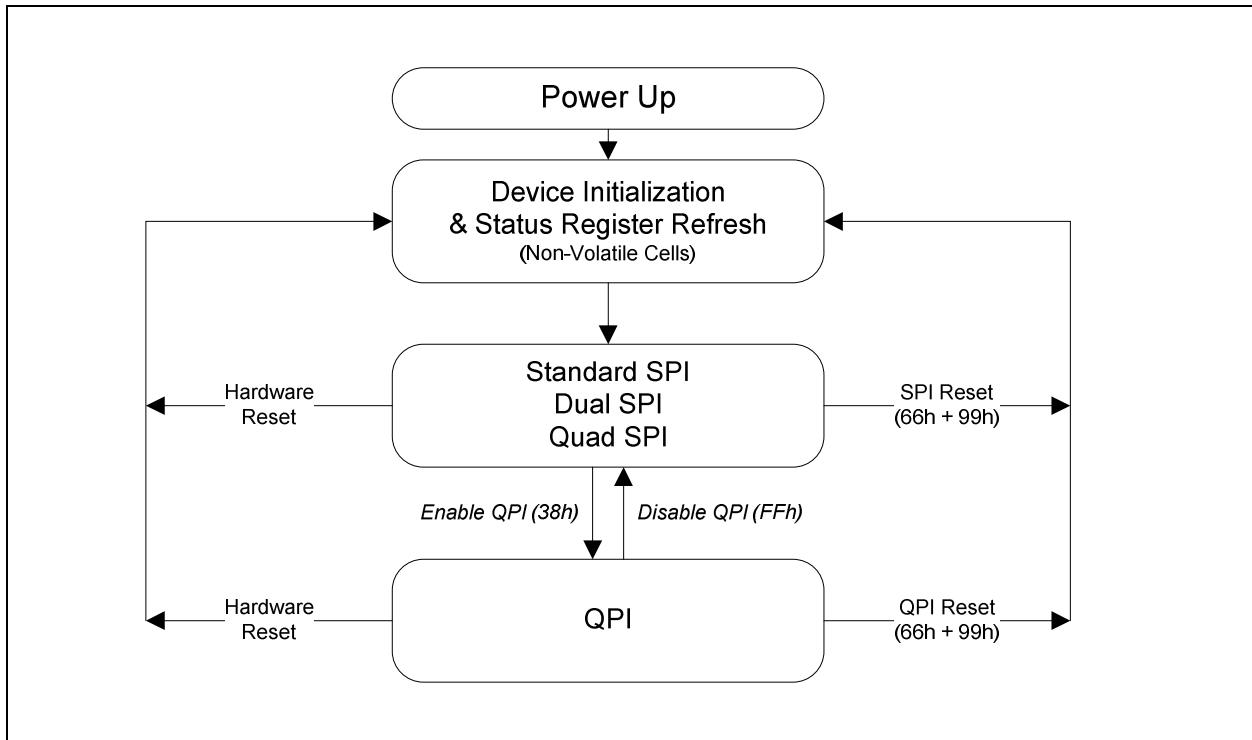 Power Up
Device Initialization
& Status Register Refresh
(Non-Volatile Cells)
Standard SPI
Dual SPI
Quad SPI
Hardware
Reset
SPI Reset
(66h + 99h)
Enable QPI (38h)
Disable QPI (FFh)
QPI
Hardware
Reset
QPI Reset
(66h + 99h)